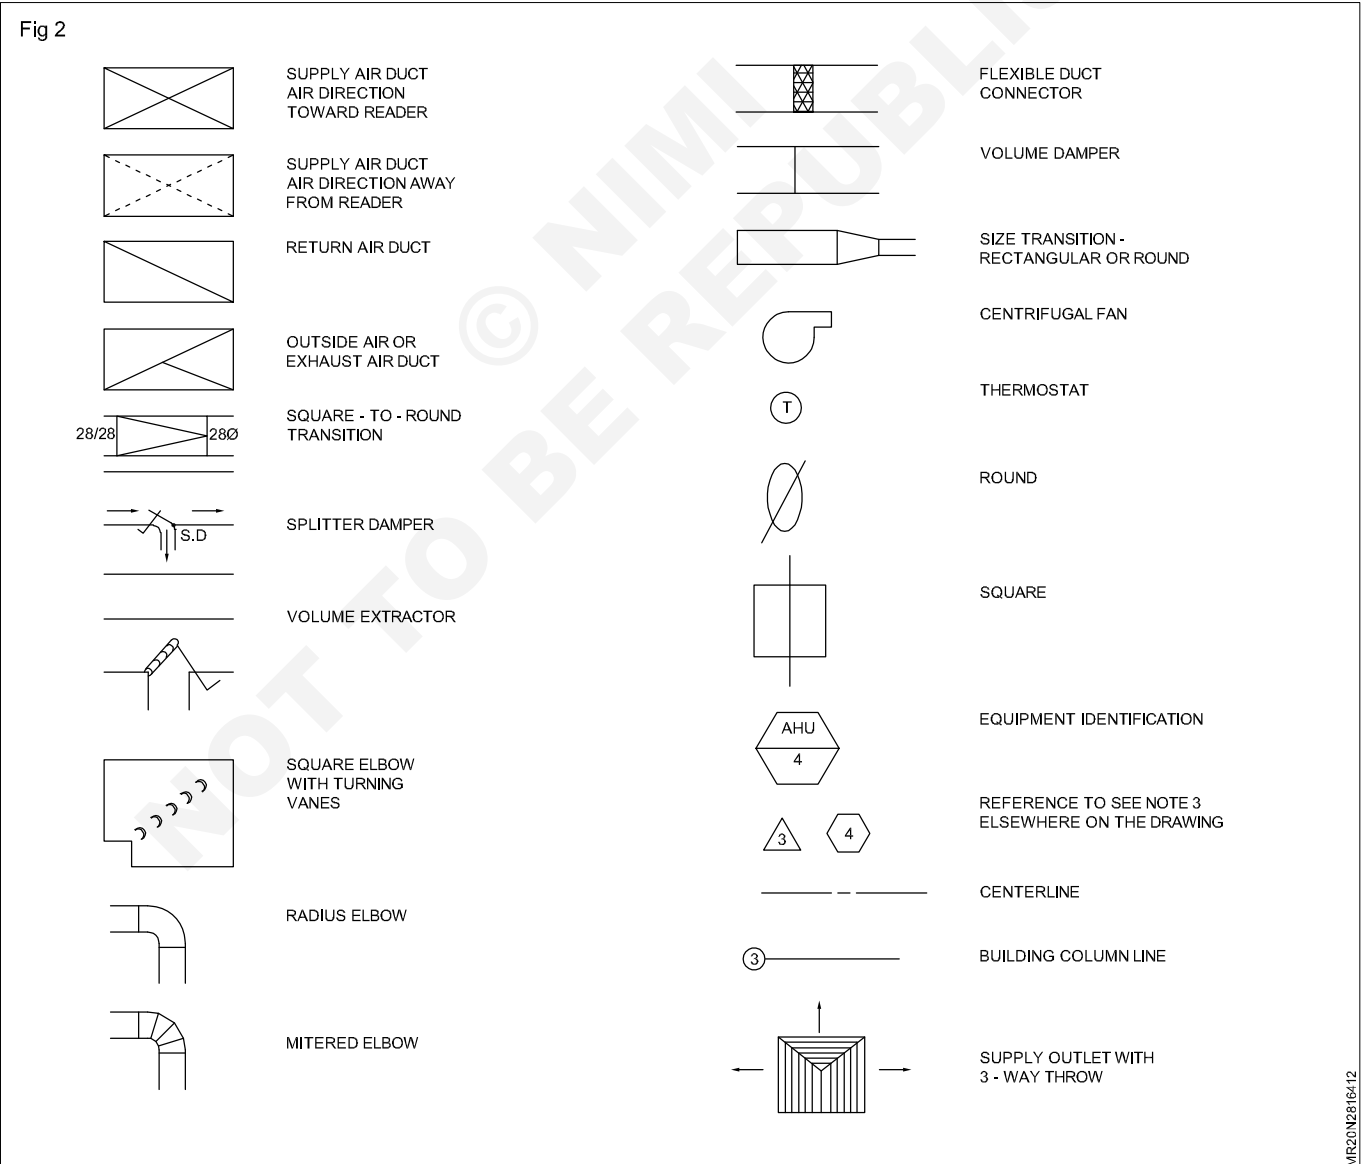 Fig 2
SUPPLY AIR DUCT
AIR DIRECTION
TOWARD READER
SUPPLY AIR DUCT
AIR DIRECTION AWAY
FROM READER
RETURN AIR DUCT
OUTSIDE AIR OR
EXHAUST AIR DUCT
28/28
28Ø
SQUARE - TO - ROUND
TRANSITION
S.D
SPLITTER DAMPER
VOLUME EXTRACTOR
SQUARE ELBOW
WITH TURNING
VANES
RADIUS ELBOW
MITERED ELBOW
FLEXIBLE DUCT
CONNECTOR
VOLUME DAMPER
SIZE TRANSITION -
RECTANGULAR OR ROUND
CENTRIFUGAL FAN
T
THERMOSTAT
ROUND
SQUARE
AHU
4
EQUIPMENT IDENTIFICATION
3
4
REFERENCE TO SEE NOTE 3
ELSEWHERE ON THE DRAWING
CENTERLINE
3
BUILDING COLUMN LINE
SUPPLY OUTLET WITH
3 - WAY THROW
MR20N2816412
© NIMI
NOT TO BE REPUBLIC